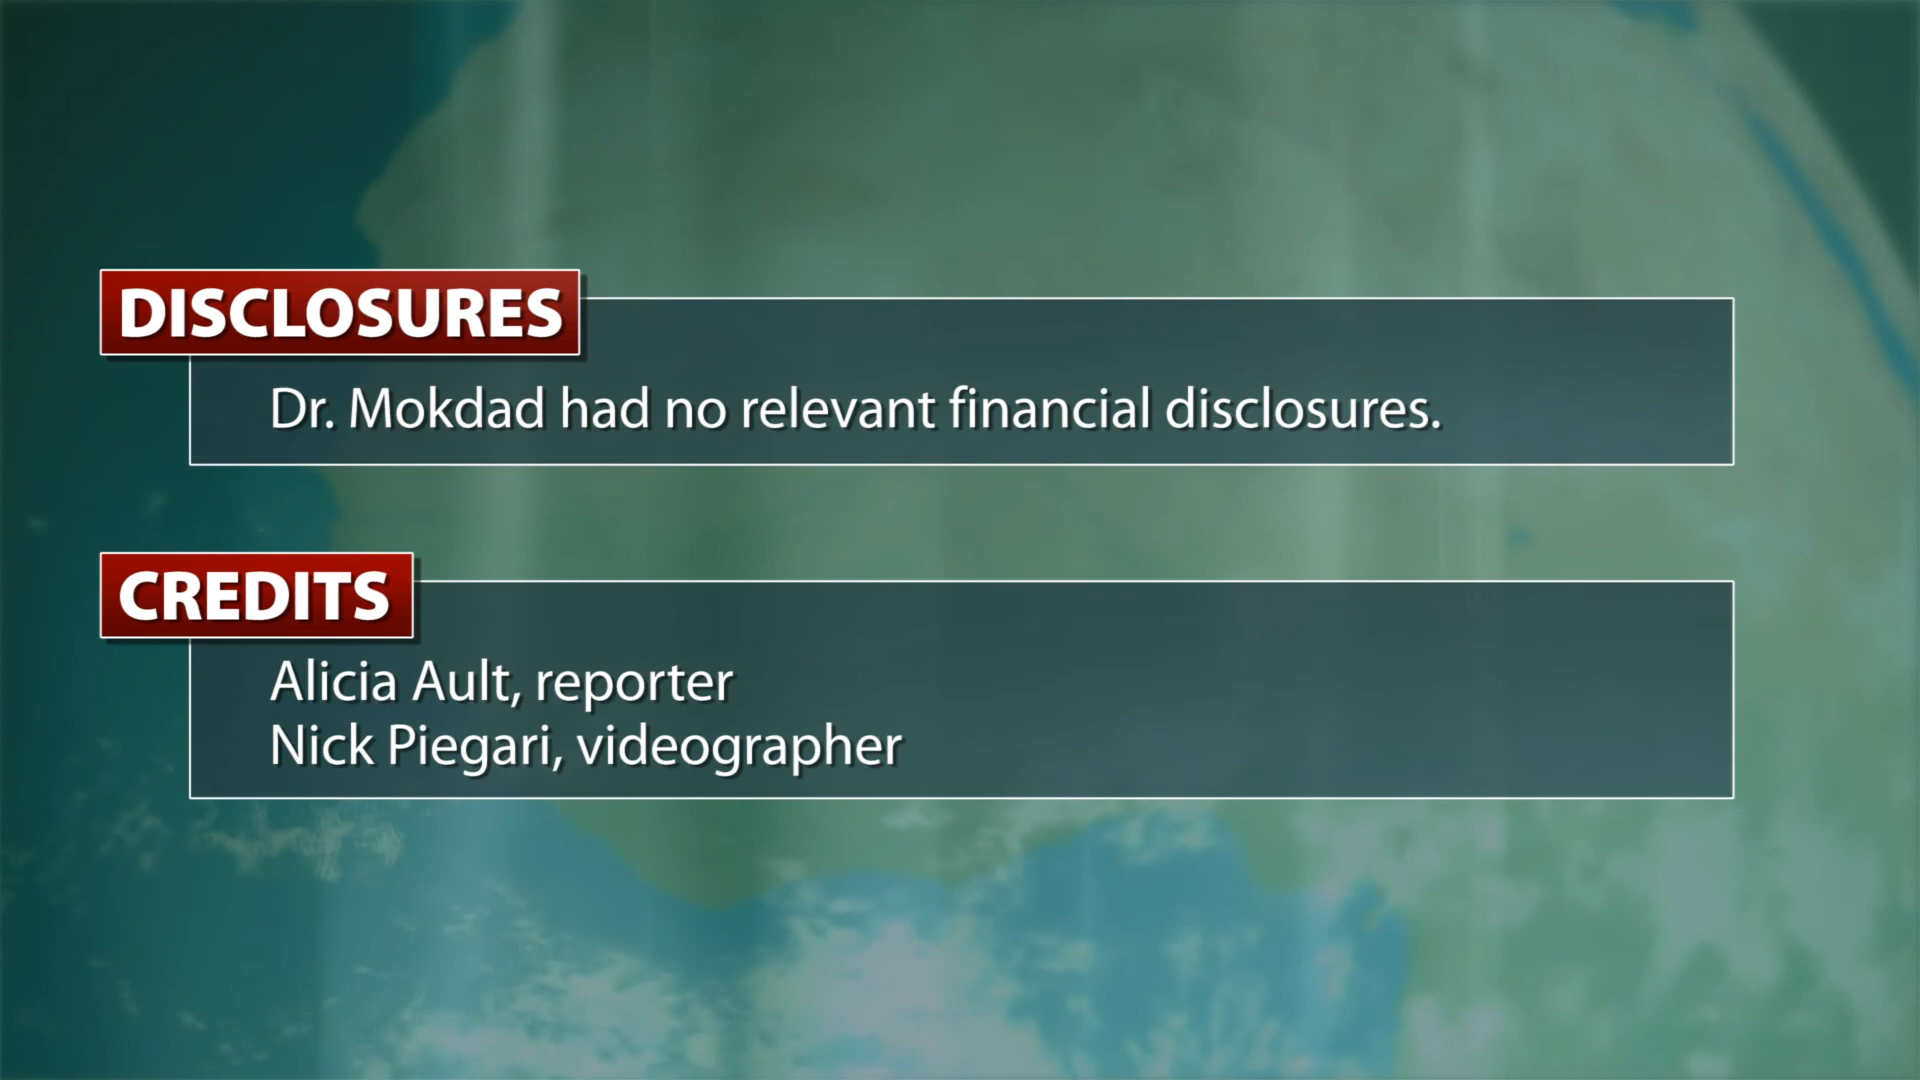 DISCLOSURES
Dr. Mokdad had no relevant financial disclosures.
CREDITS
Alicia Ault, reporter
Nick Piegari, videographer